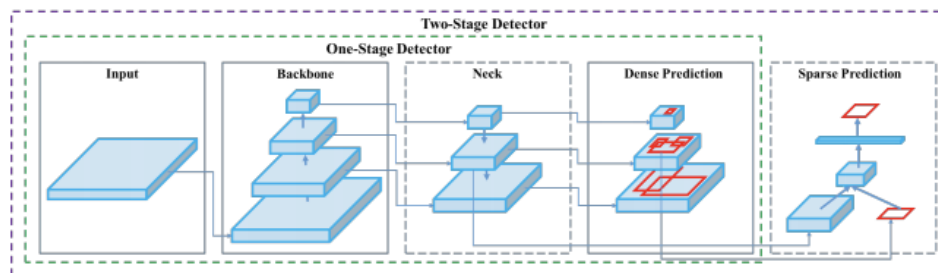 Two-Stage Detector
One-Stage Detector
Input
Backbone
Neck
Dense Prediction
Sparse Prediction